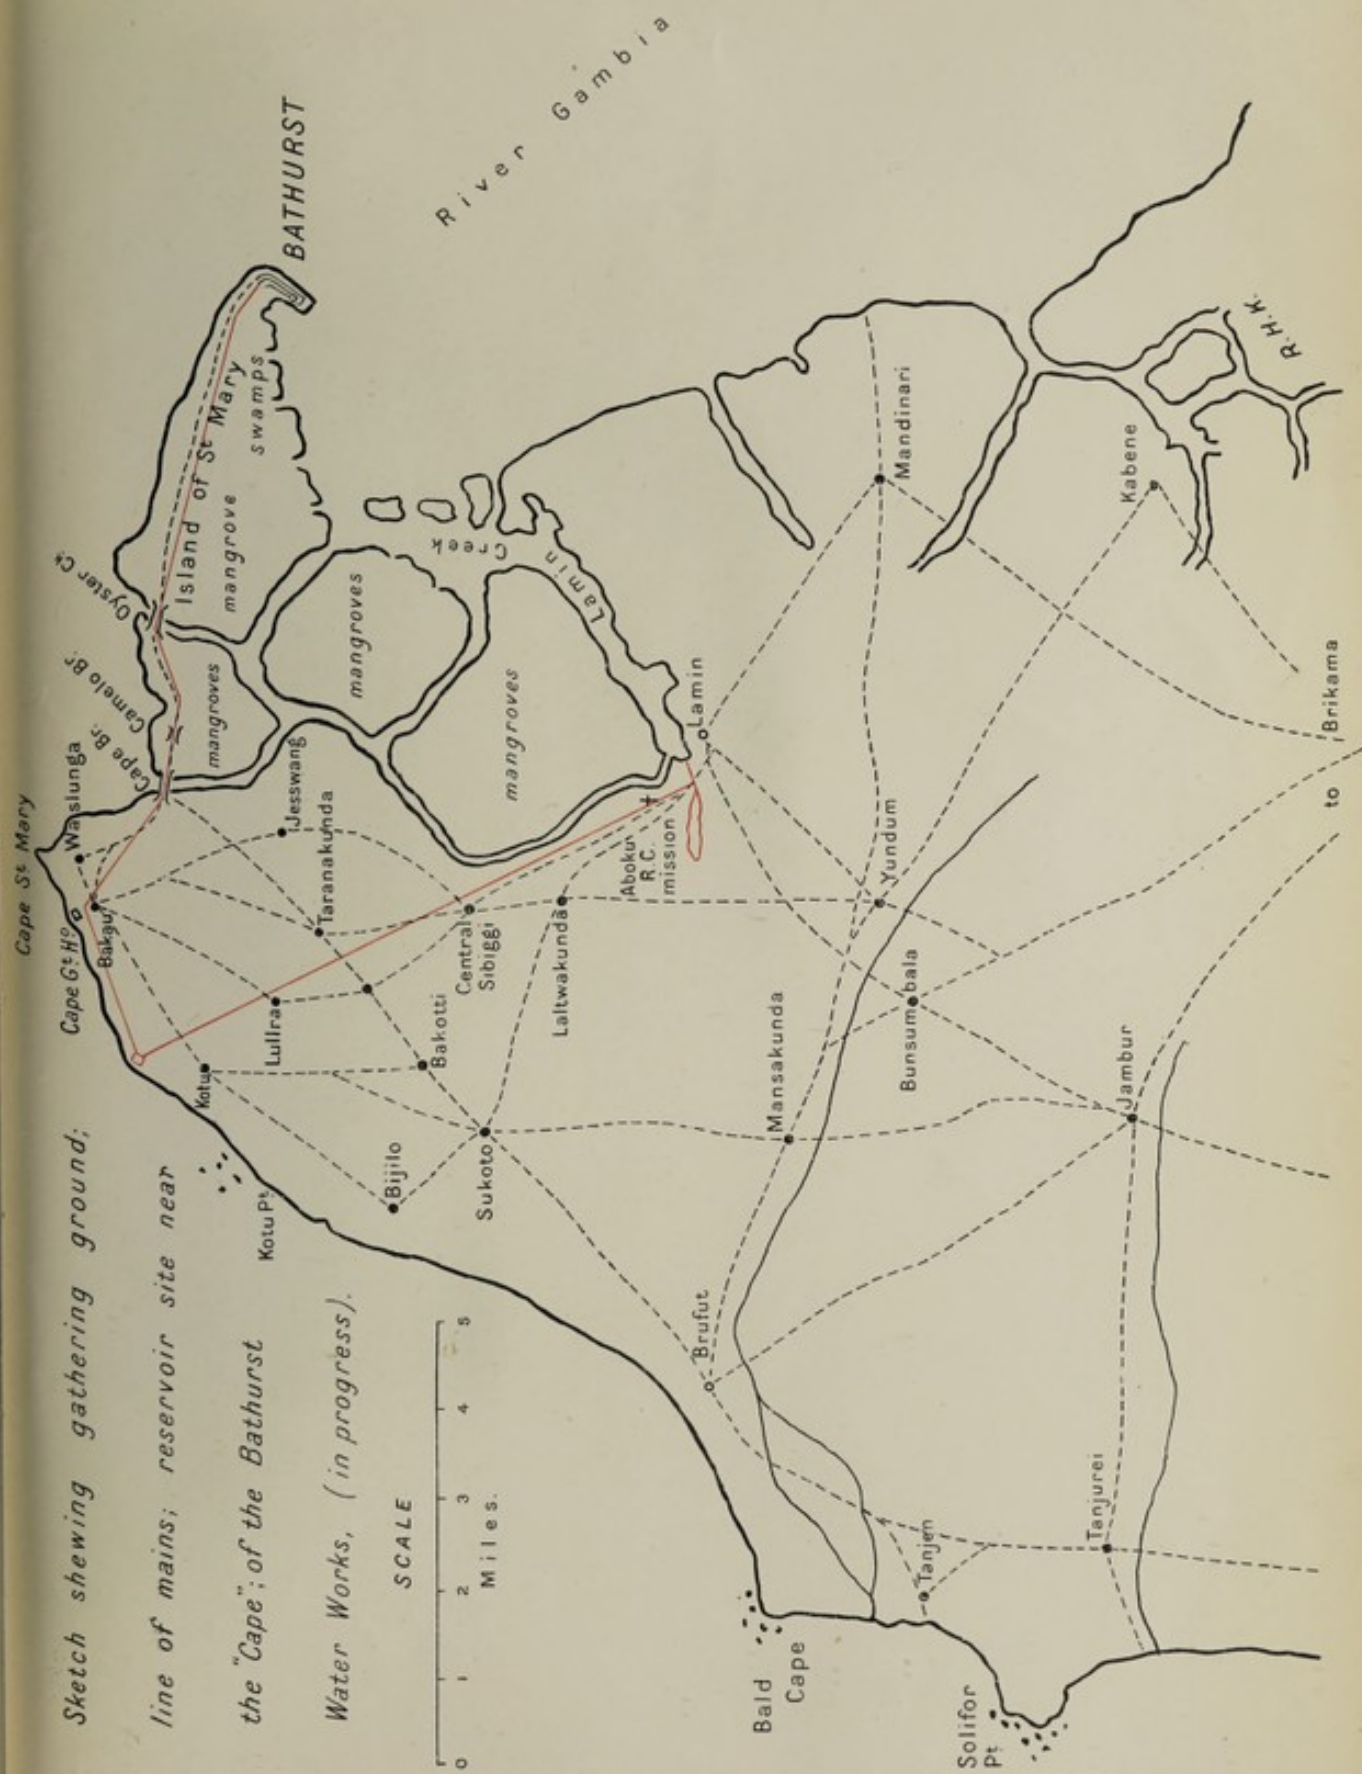 Sketch shewing gathering ground;
line of mains; reservoir site near
the "Cape"; of the Bathurst
Water Works, (in progress).
SCALE
0 1 2 3 4 5
Miles.
Cape St. Mary
Cape Gt. Ho.
Bakau
Waslunga
Cape Br.
Camelo Br.
Oyster Ck.
Island of St. Mary
mangrove swamps
BATHURST
River Gambia
mangroves
mangroves
mangroves
Lamin Creek
Kotu
Kotu Pt.
Lullra
Taranakunda
Jesswang
Bijilo
Bakotti
Central
Sibiggi
Sukoto
Laltwakunda
Aboku
R.C.
mission
Lamin
Mandinari
Brufut
Mansakunda
Yundum
Bunsumbala
Kabene
R.H.K.
Bald
Cape
Tanjen
Tanjurei
Jambur
to Brikama
Solifor
Pt.